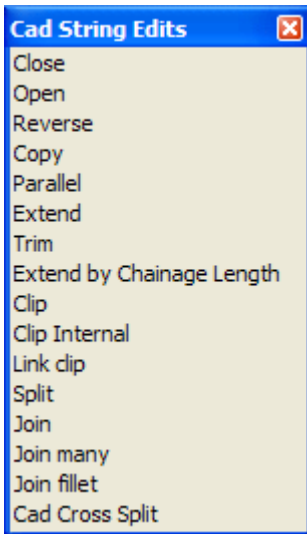 Cad String Edits
Close
Open
Reverse
Copy
Parallel
Extend
Trim
Extend by Chainage Length
Clip
Clip Internal
Link clip
Split
Join
Join many
Join fillet
Cad Cross Split